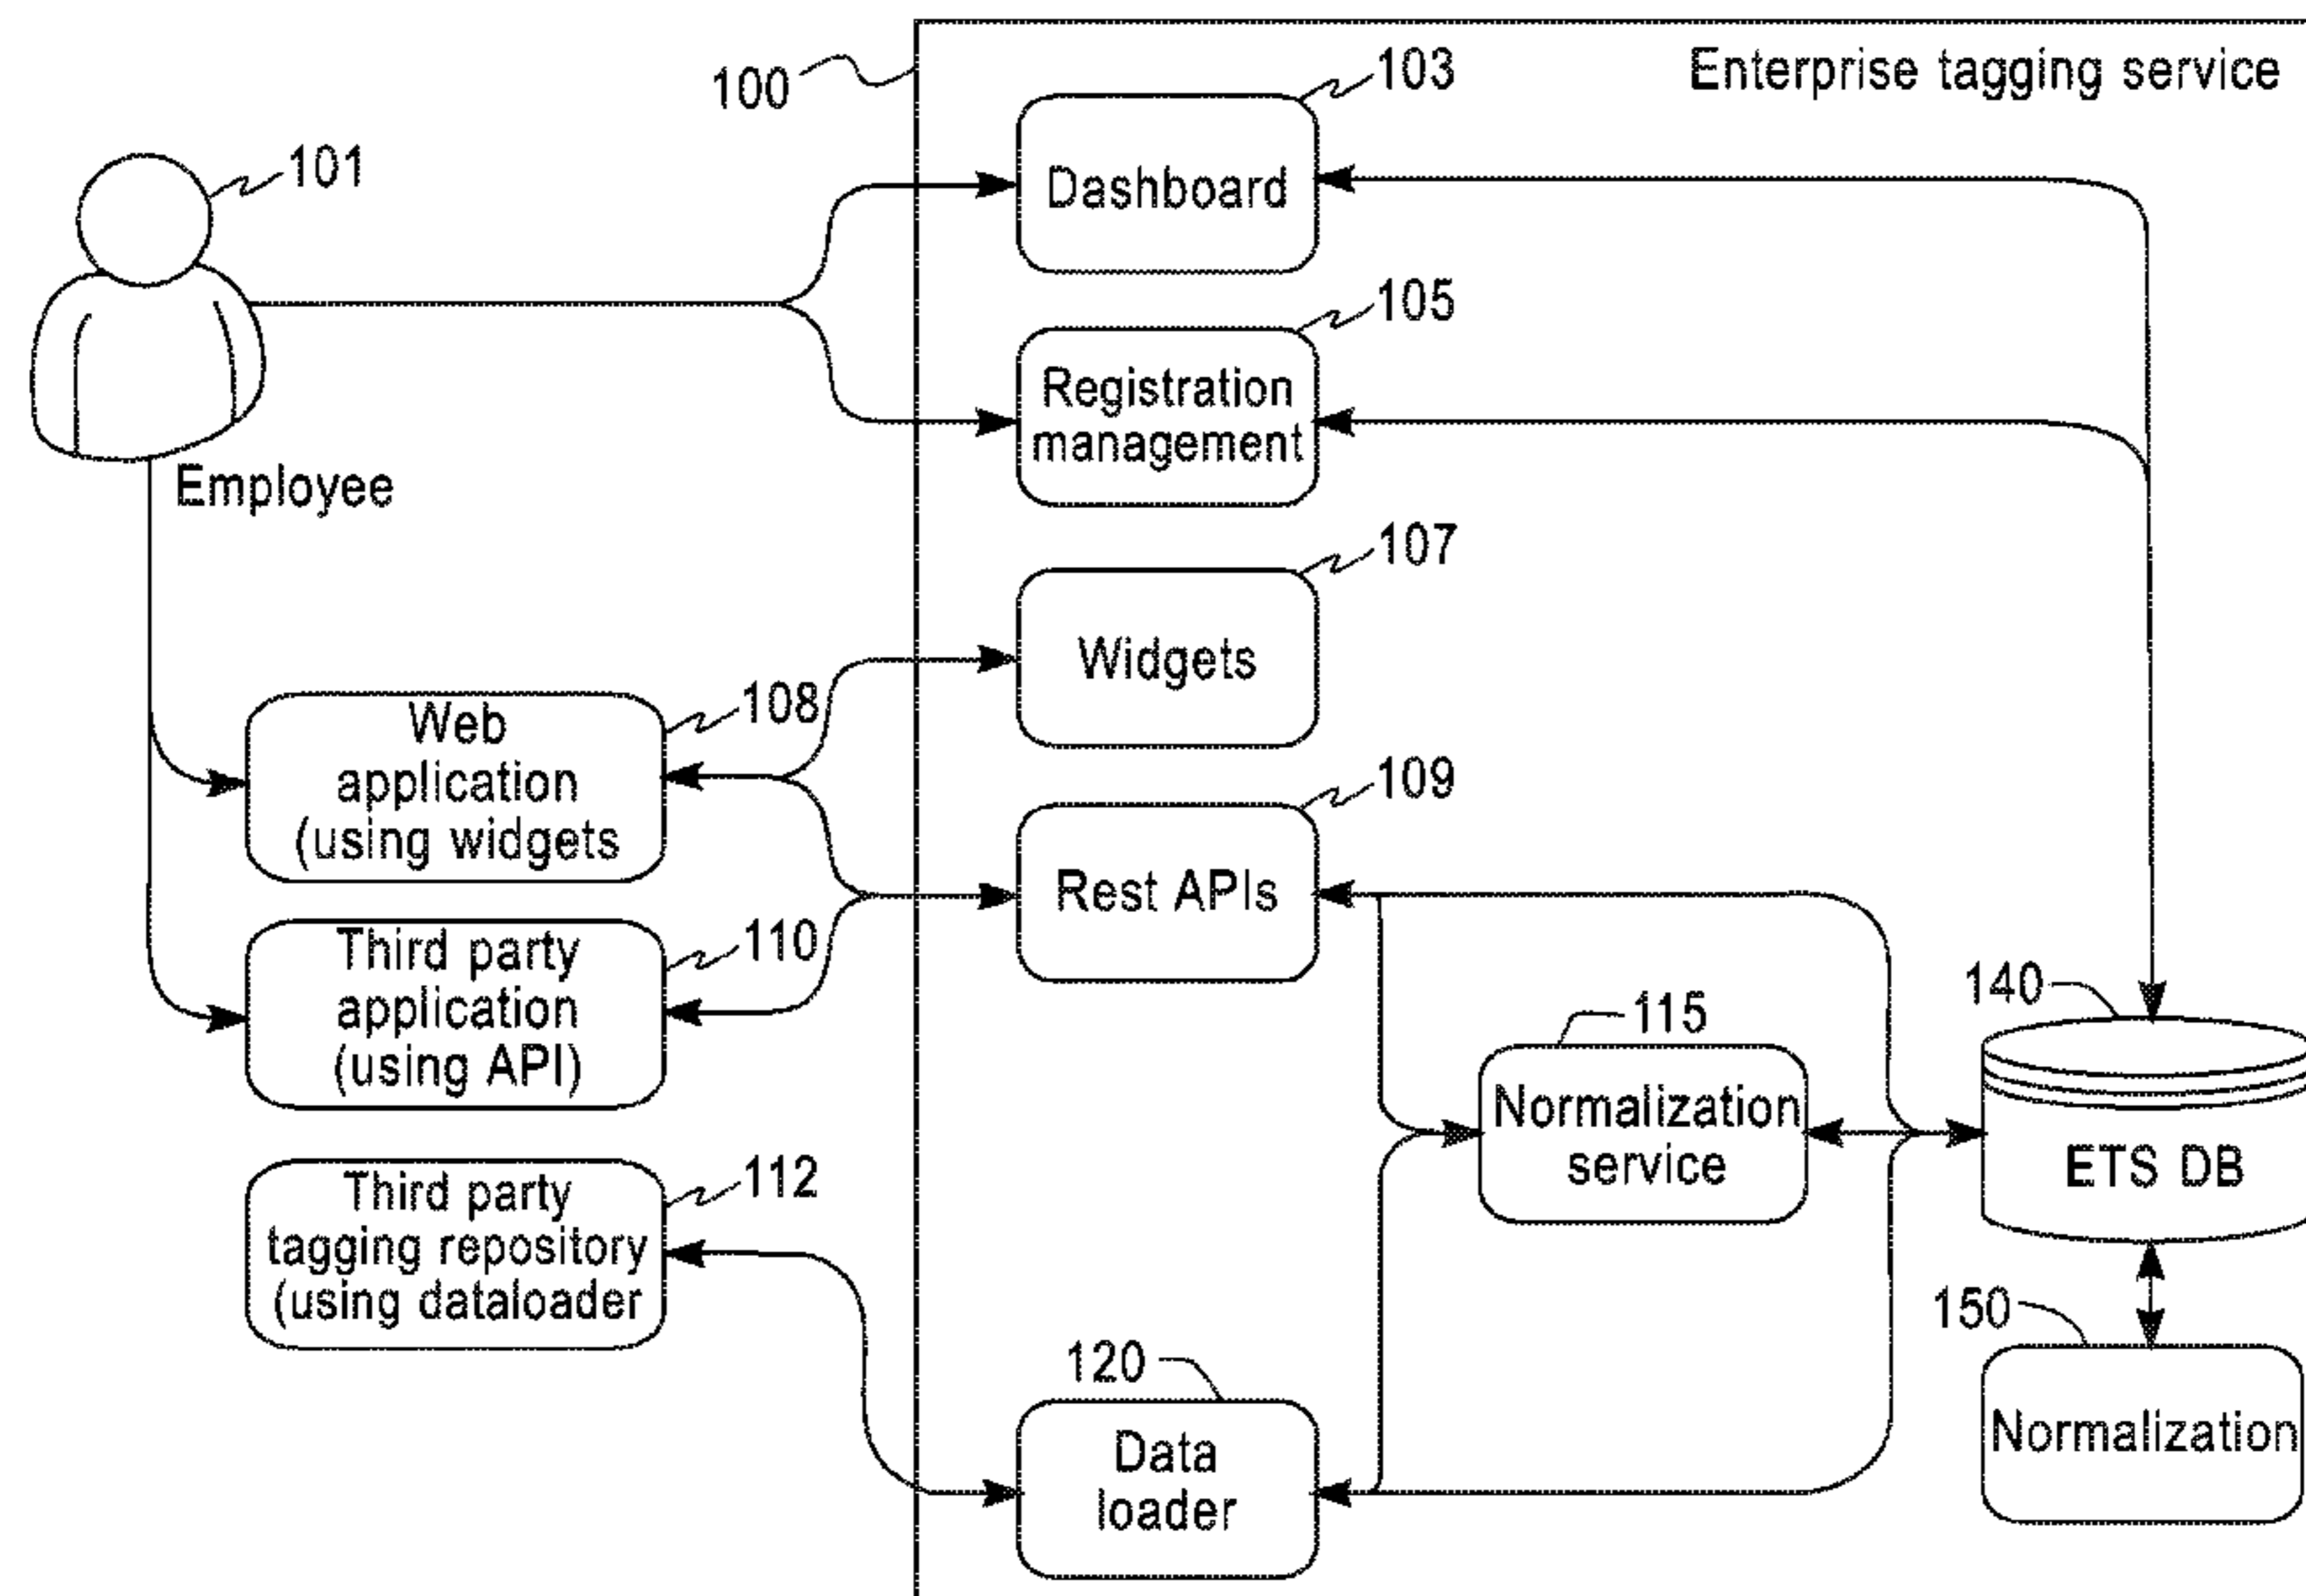 100
Enterprise tagging service
103
Dashboard
101
Employee
105
Registration
management
107
Widgets
108
Web
application
(using widgets
109
Rest APIs
110
Third party
application
(using API)
115
Normalization
service
140
ETS DB
112
Third party
tagging repository
(using dataloader
120
Data
loader
150
Normalization